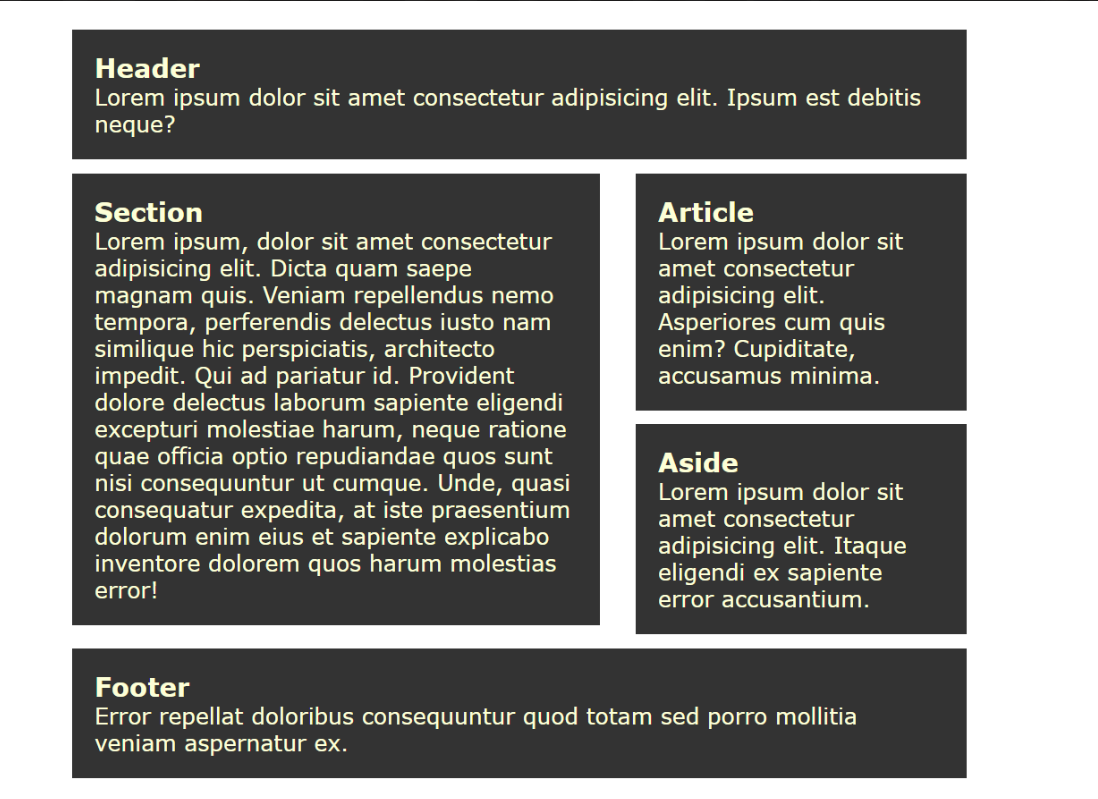 Header
Lorem ipsum dolor sit amet consectetur adipisicing elit. Ipsum est debitis
neque?
Section
Lorem ipsum, dolor sit amet consectetur
adipisicing elit. Dicta quam saepe
magnam quis. Veniam repellendus nemo
tempora, perferendis delectus iusto nam
similique hic perspiciatis, architecto
impedit. Qui ad pariatur id. Provident
dolore delectus laborum sapiente eligendi
excepturi molestiae harum, neque ratione
quae officia optio repudiandae quos sunt
nisi consequuntur ut cumque. Unde, quasi
consequatur expedita, at iste praesentium
dolorum enim eius et sapiente explicabo
inventore dolorem quos harum molestias
error!
Article
Lorem ipsum dolor sit
amet consectetur
adipisicing elit.
Asperiores cum quis
enim? Cupiditate,
accusamus minima.
Aside
Lorem ipsum dolor sit
amet consectetur
adipisicing elit. Itaque
eligendi ex sapiente
error accusantium.
Footer
Error repellat doloribus consequuntur quod totam sed porro mollitia
veniam aspernatur ex.